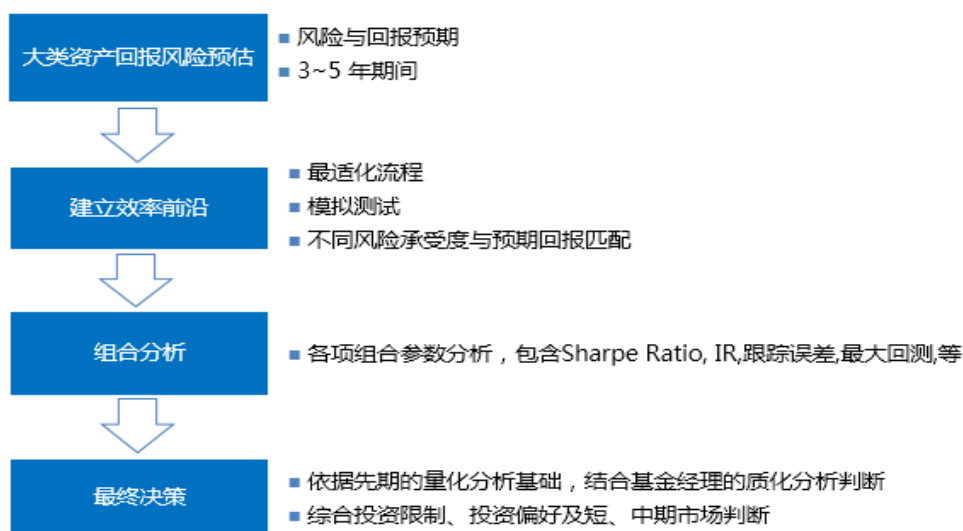 大类资产回报风险预估
■ 风险与回报预期
■ 3~5 年期间
建立效率前沿
■ 最适化流程
■ 模拟测试
■ 不同风险承受度与预期回报匹配
组合分析
■ 各项组合参数分析，包含Sharpe Ratio, IR,跟踪误差,最大回测,等
最终决策
■ 依据先期的量化分析基础，结合基金经理的质化分析判断
■ 综合投资限制、投资偏好及短、中期市场判断